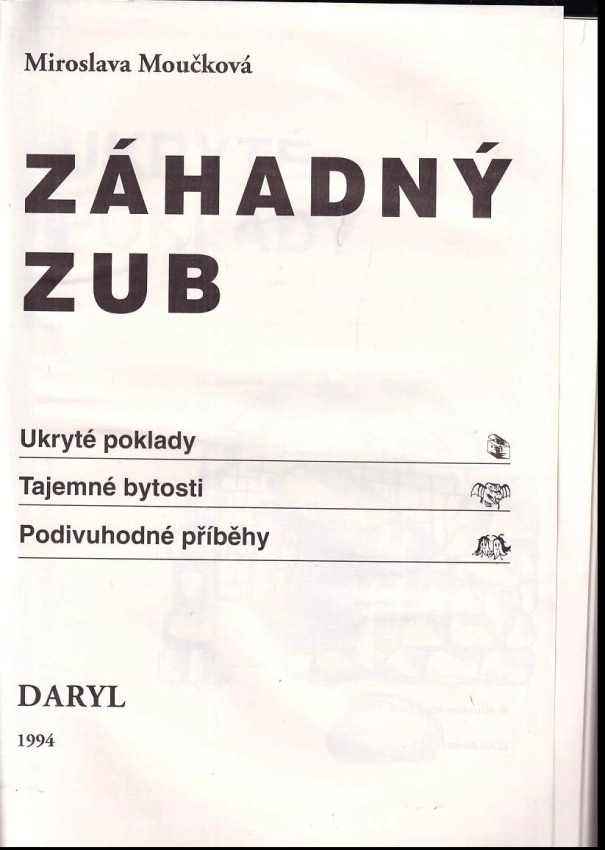 Miroslava Moučková
ZÁHADNÝ
ZUB
Ukryté poklady
Tajemné bytosti
Podivuhodné příběhy
DARYL
1994